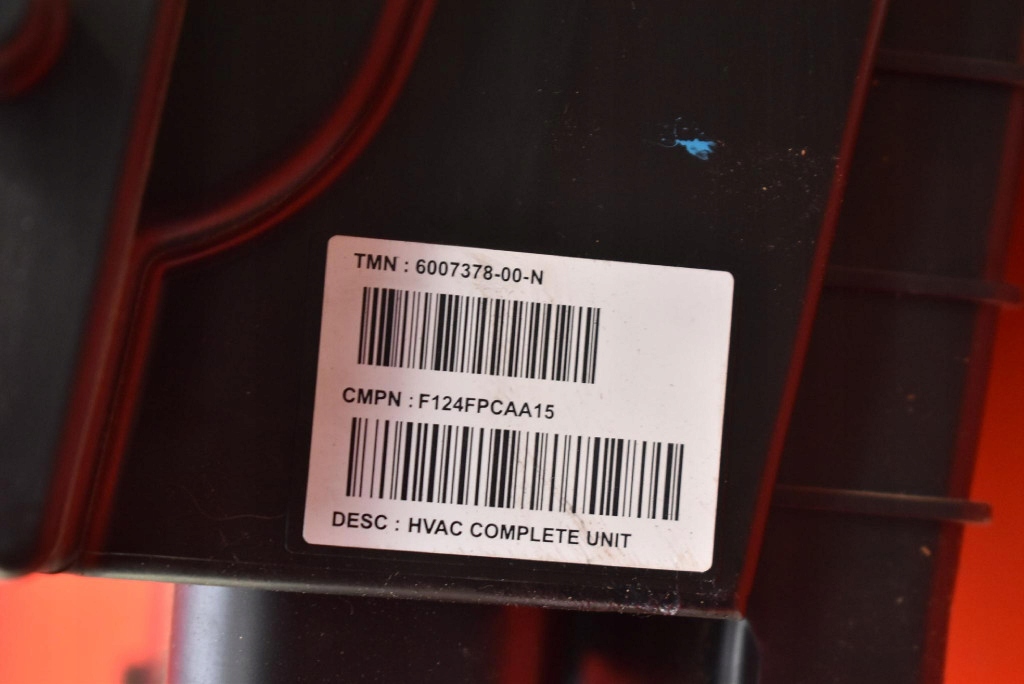 TMN : 6007378-00-N
CMPN : F124FPCAA15
DESC : HVAC COMPLETE UNIT